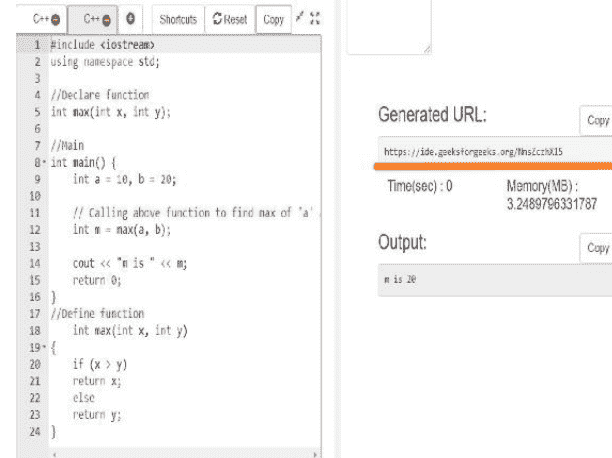 C++ C++ Shortcuts Reset Copy
1 #include <iostream>
2 using namespace std;
3
4 //Declare function
5 int max(int x, int y);
6
7 //Main
8 int main() {
9 int a = 10, b = 20;
10
11 // Calling above function to find max of 'a'
12 int m = max(a, b);
13
14 cout << "m is " << m;
15 return 0;
16 }
17 //Define function
18 int max(int x, int y)
19 {
20 if (x > y)
21 return x;
22 else
23 return y;
24 }
Generated URL:
Copy
Time(sec) : 0
Memory(MB) :
3.2489796331787
Output:
Copy
m is 20